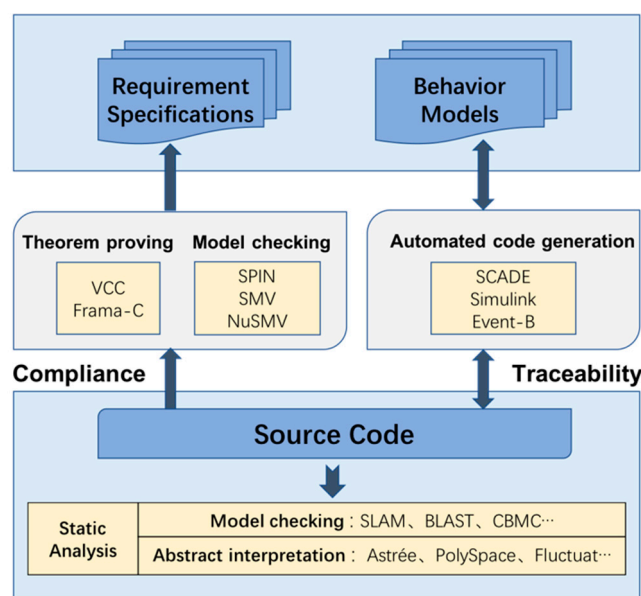 Requirement
Specifications
Behavior
Models
Theorem proving
Model checking
VCC
Frama-C
SPIN
SMV
NuSMV
Automated code generation
SCADE
Simulink
Event-B
Compliance
Traceability
Source Code
Static
Analysis
Model checking : SLAM、BLAST、CBMC⋯
Abstract interpretation : Astrée、PolySpace、Fluctuat⋯